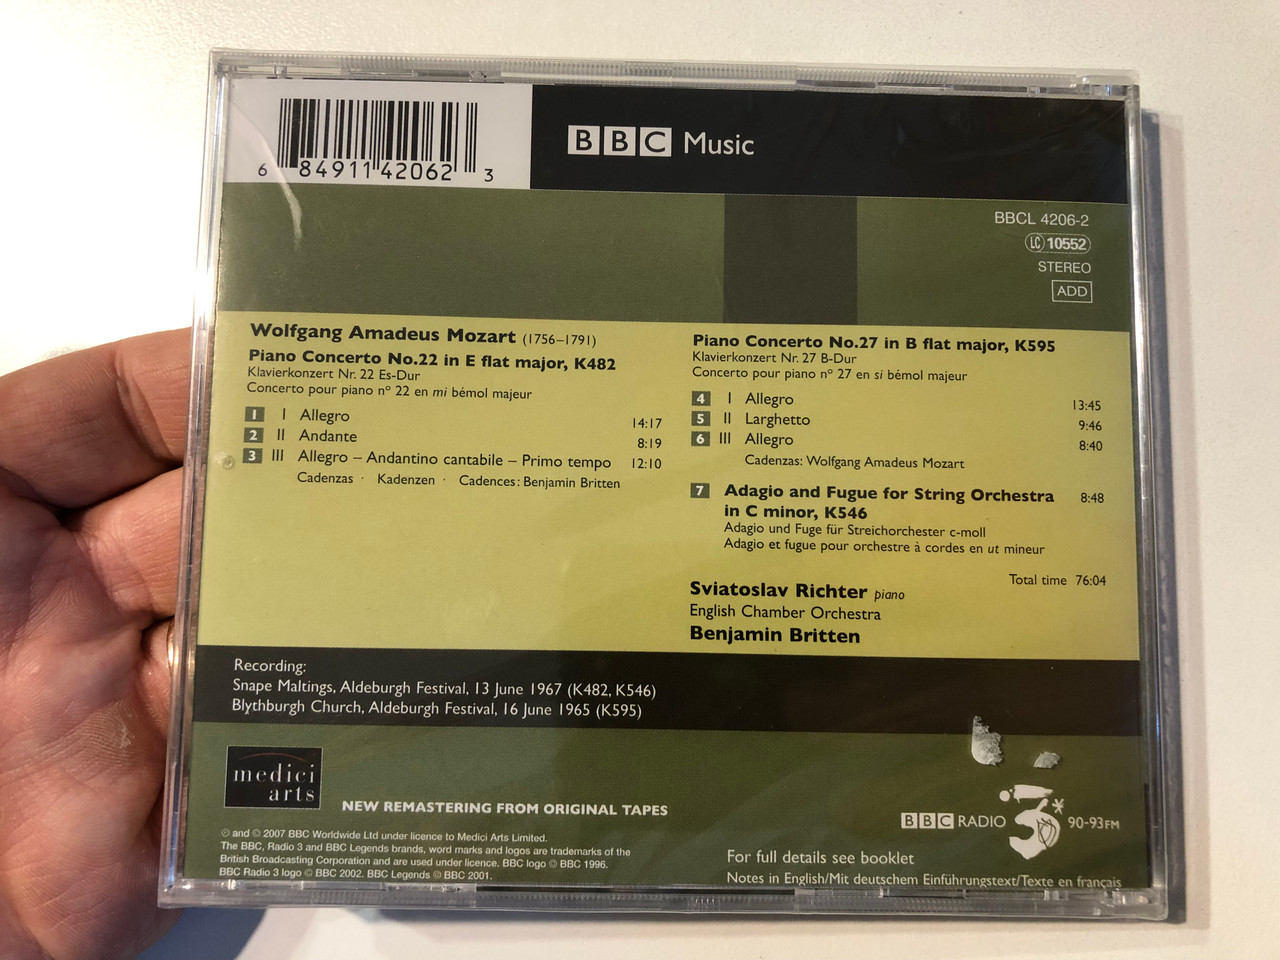 6 84911 42062 3
BBC Music
BBCL 4206-2
LC 10552
STEREO
ADD
Wolfgang Amadeus Mozart (1756–1791)
Piano Concerto No.22 in E flat major, K482
Klavierkonzert Nr. 22 Es-Dur
Concerto pour piano nº 22 en mi bémol majeur
1 I Allegro 14:17
2 II Andante 8:19
3 III Allegro – Andantino cantabile – Primo tempo 12:10
Cadenzas · Kadenzen · Cadences: Benjamin Britten
Piano Concerto No.27 in B flat major, K595
Klavierkonzert Nr. 27 B-Dur
Concerto pour piano nº 27 en si bémol majeur
4 I Allegro 13:45
5 II Larghetto 9:46
6 III Allegro 8:40
Cadenzas: Wolfgang Amadeus Mozart
7 Adagio and Fugue for String Orchestra 8:48
in C minor, K546
Adagio und Fuge für Streichorchester c-moll
Adagio et fugue pour orchestre à cordes en ut mineur
Total time 76:04
Sviatoslav Richter piano
English Chamber Orchestra
Benjamin Britten
Recording:
Snape Maltings, Aldeburgh Festival, 13 June 1967 (K482, K546)
Blythburgh Church, Aldeburgh Festival, 16 June 1965 (K595)
medici
arts
NEW REMASTERING FROM ORIGINAL TAPES
℗ and © 2007 BBC Worldwide Ltd under licence to Medici Arts Limited.
The BBC, Radio 3 and BBC Legends brands, word marks and logos are trademarks of the
British Broadcasting Corporation and are used under licence. BBC logo © BBC 1996.
BBC Radio 3 logo © BBC 2002. BBC Legends © BBC 2001.
BBC RADIO 3 90-93FM
For full details see booklet
Notes in English/Mit deutschem Einführungstext/Texte en français